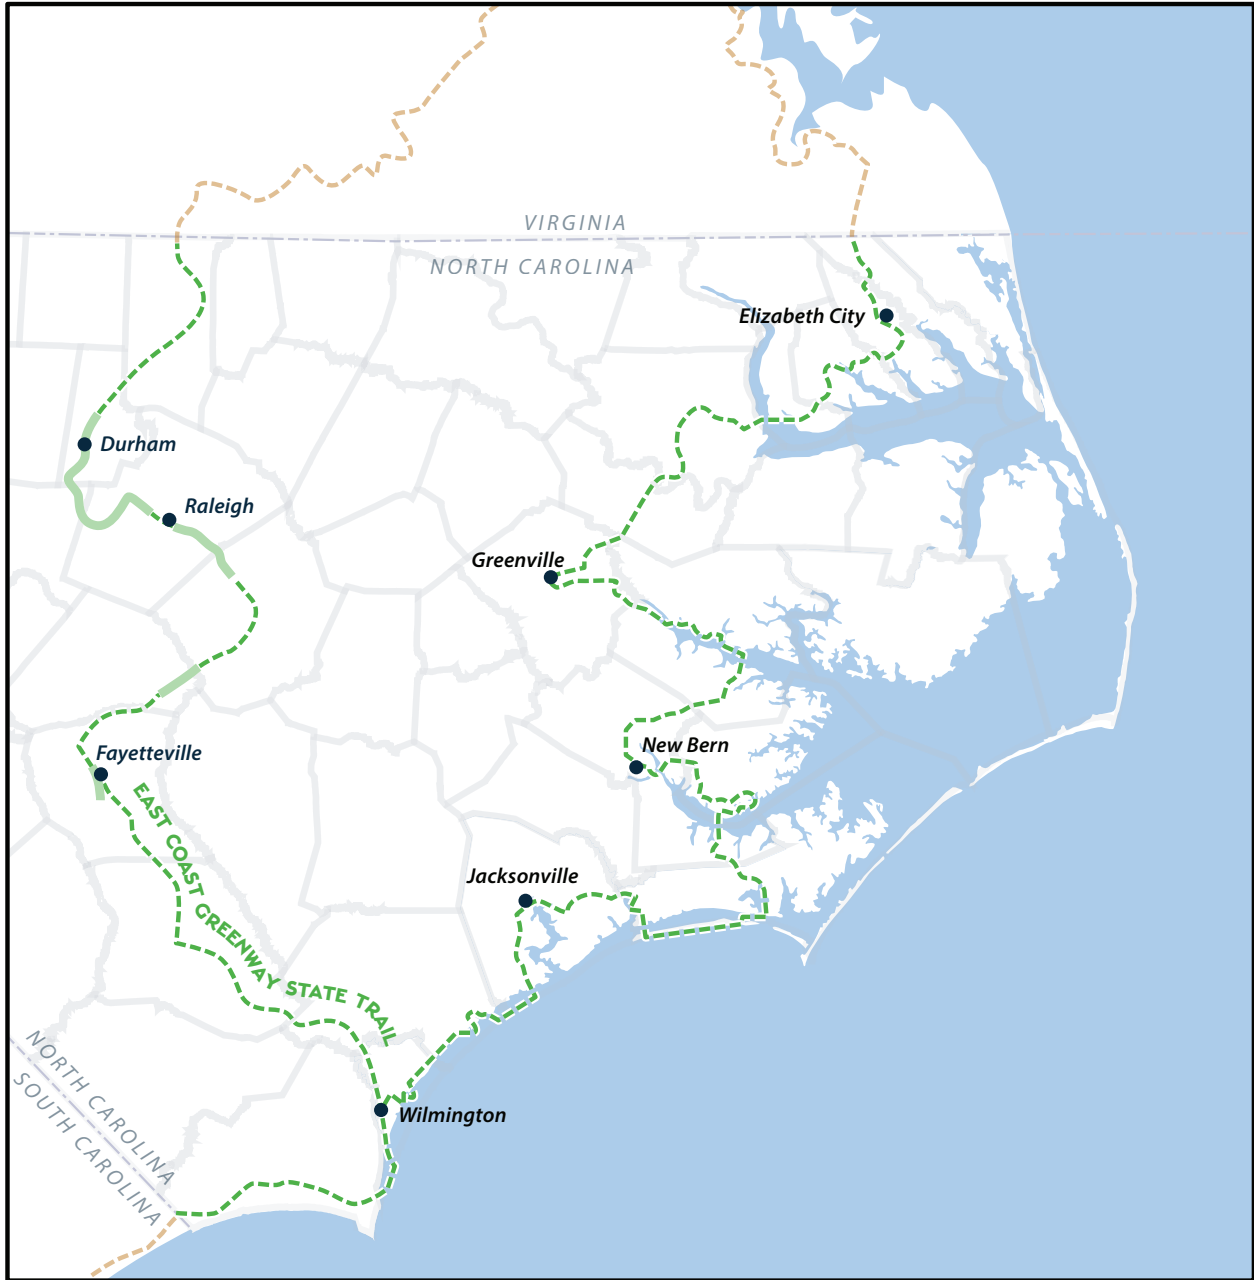 VIRGINIA
NORTH CAROLINA
Elizabeth City
Durham
Raleigh
Greenville
New Bern
Fayetteville
EAST COAST GREENWAY STATE TRAIL
Jacksonville
NORTH CAROLINA
SOUTH CAROLINA
Wilmington